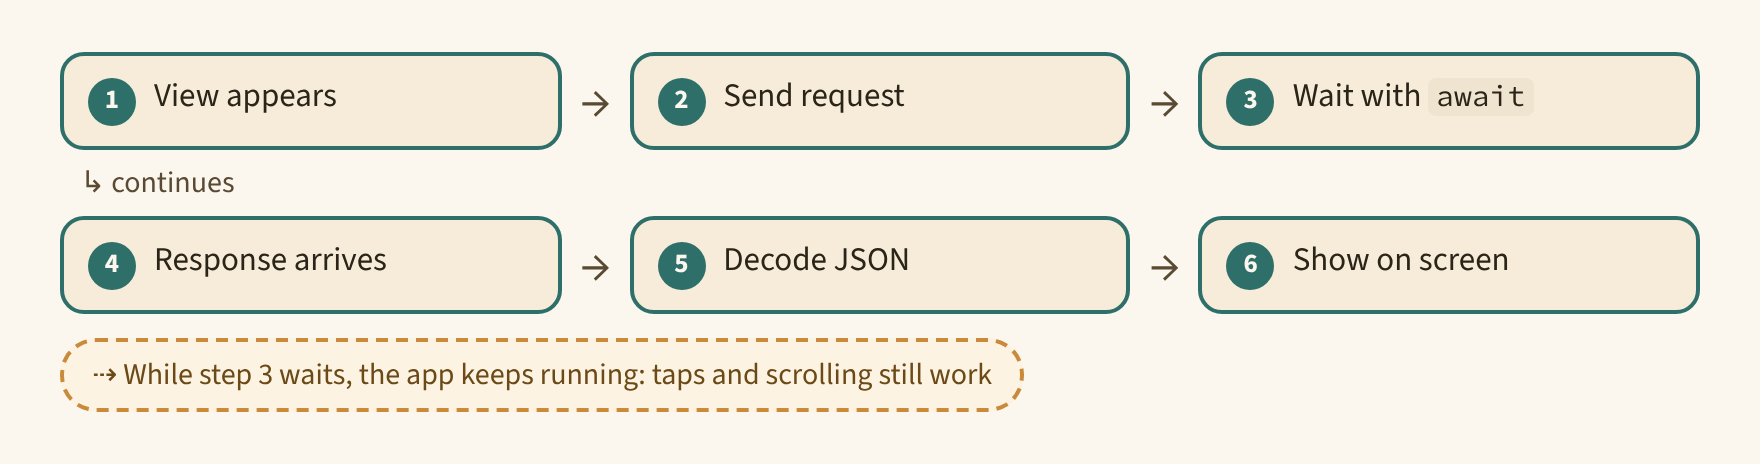 1 View appears → 2 Send request → 3 Wait with await
↳ continues
4 Response arrives → 5 Decode JSON → 6 Show on screen
⇢ While step 3 waits, the app keeps running: taps and scrolling still work